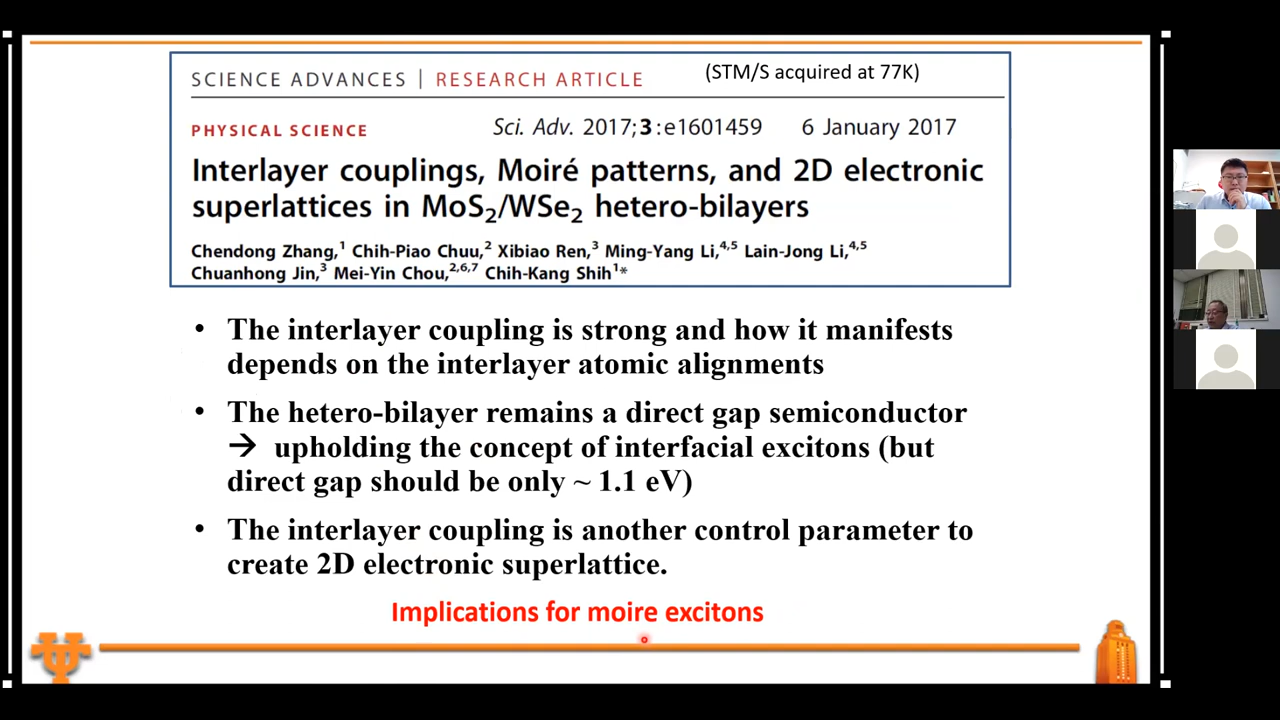 SCIENCE ADVANCES | RESEARCH ARTICLE (STM/S acquired at 77K)
PHYSICAL SCIENCE Sci. Adv. 2017;3:e1601459 6 January 2017
Interlayer couplings, Moiré patterns, and 2D electronic
superlattices in MoS₂/WSe₂ hetero-bilayers
Chendong Zhang,¹ Chih-Piao Chuu,² Xibiao Ren,³ Ming-Yang Li,⁴,⁵ Lain-Jong Li,⁴,⁵
Chuanhong Jin,³ Mei-Yin Chou,²,⁶,⁷ Chih-Kang Shih¹*
• The interlayer coupling is strong and how it manifests
depends on the interlayer atomic alignments
• The hetero-bilayer remains a direct gap semiconductor
→ upholding the concept of interfacial excitons (but
direct gap should be only ~ 1.1 eV)
• The interlayer coupling is another control parameter to
create 2D electronic superlattice.
Implications for moire excitons